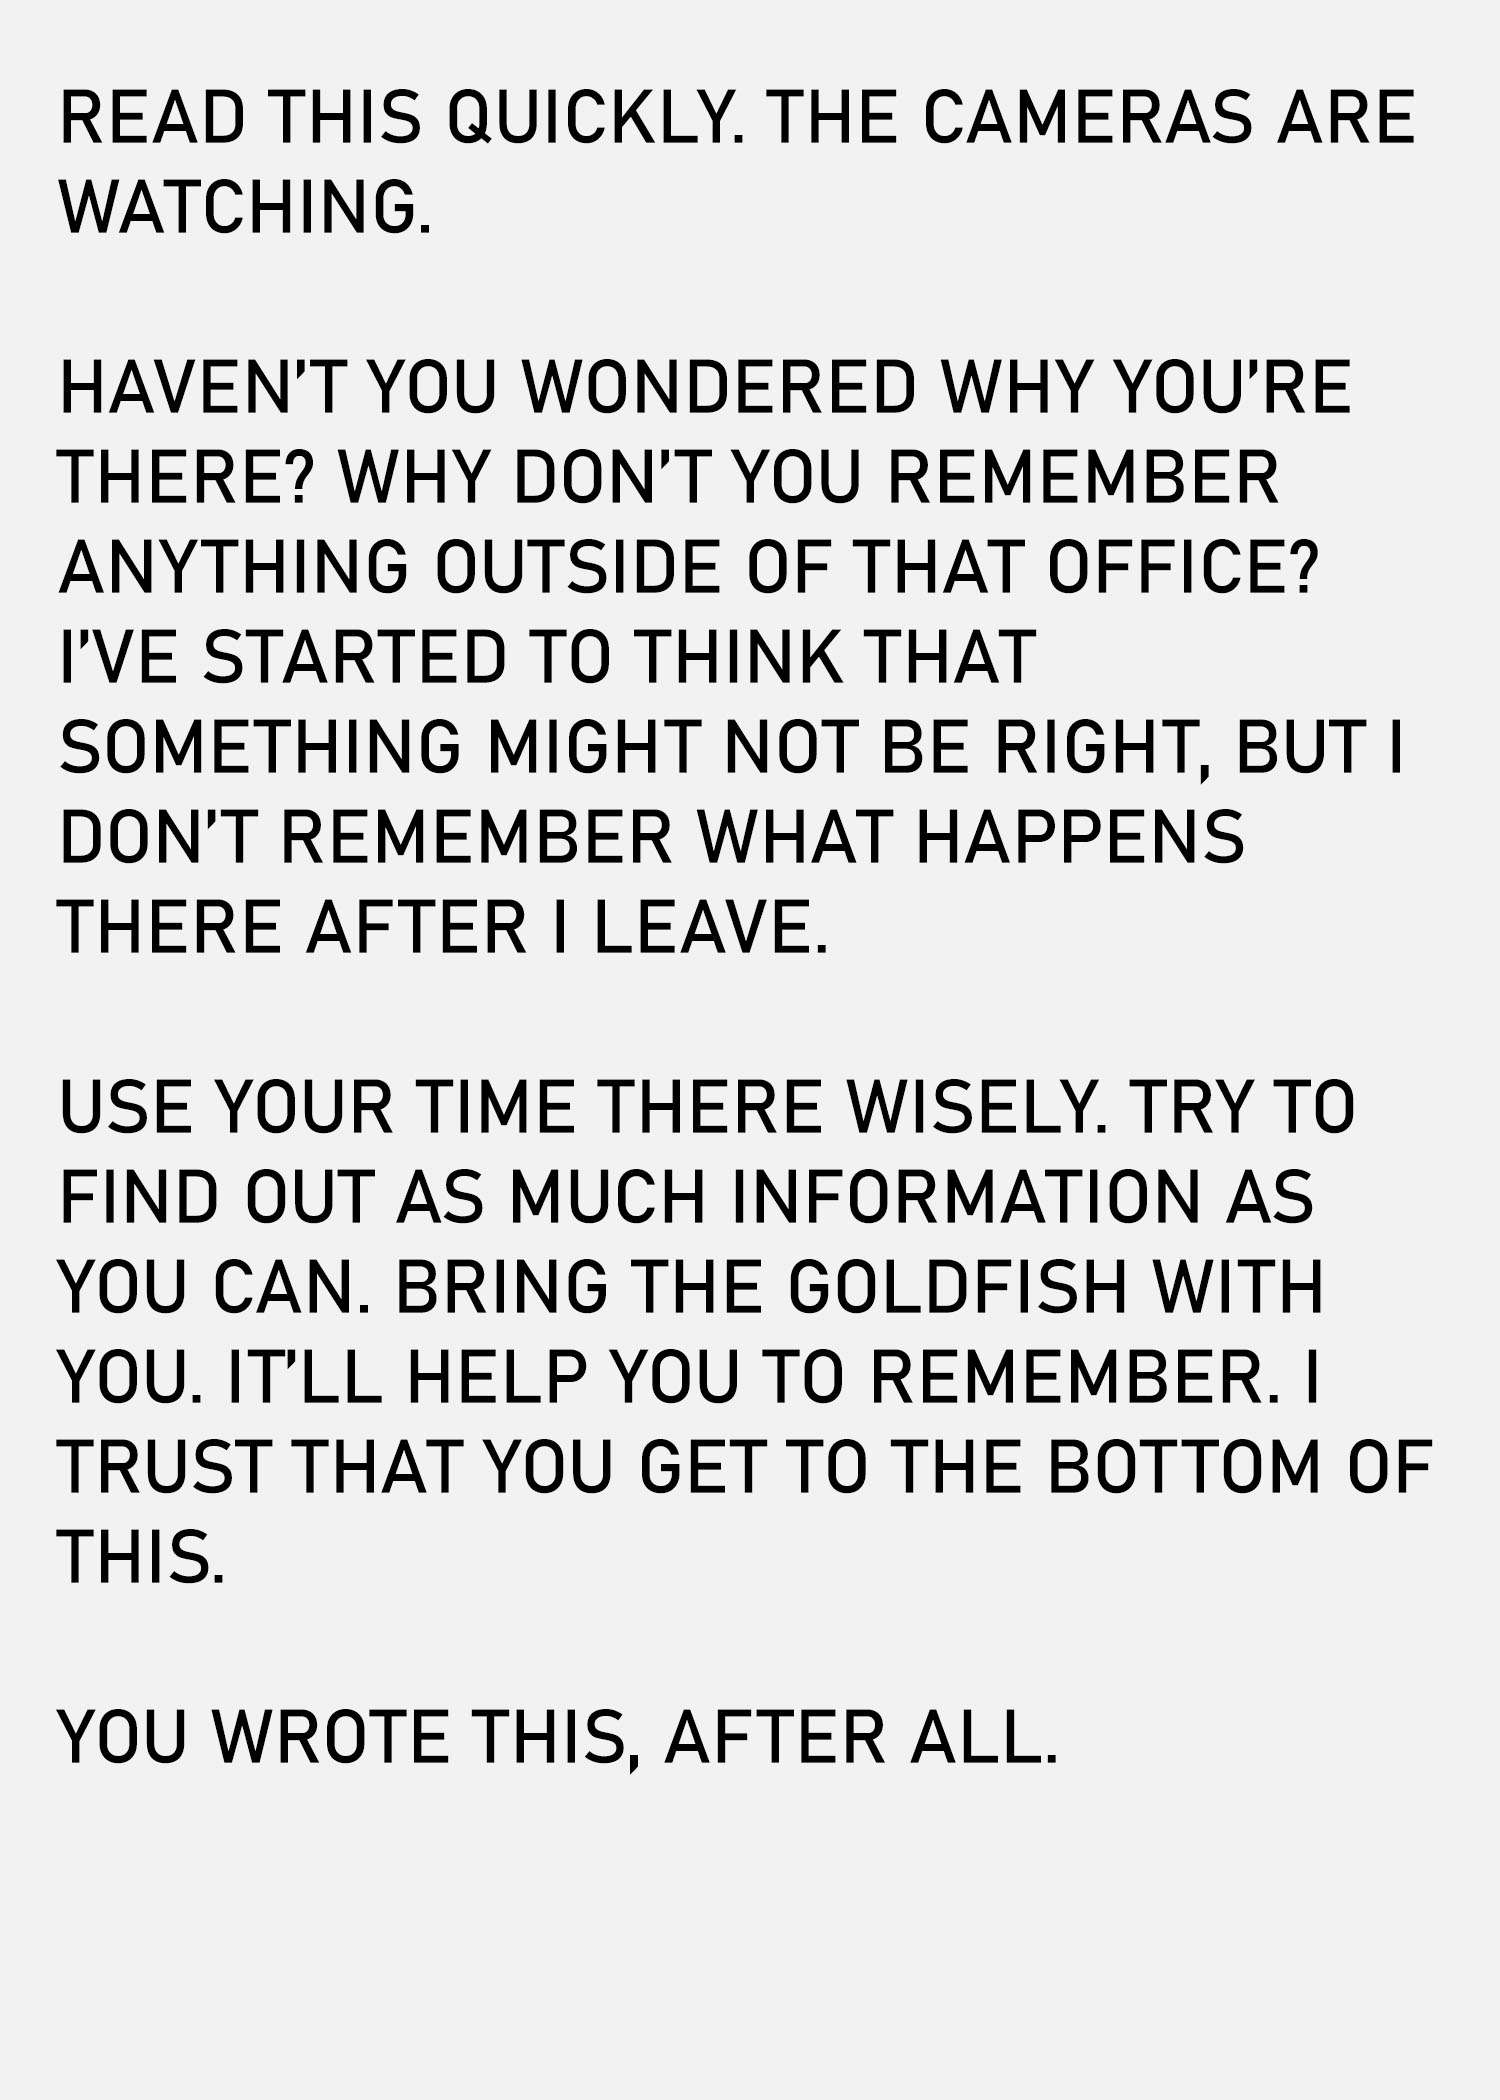 READ THIS QUICKLY. THE CAMERAS ARE
WATCHING.
HAVEN’T YOU WONDERED WHY YOU’RE
THERE? WHY DON’T YOU REMEMBER
ANYTHING OUTSIDE OF THAT OFFICE?
I’VE STARTED TO THINK THAT
SOMETHING MIGHT NOT BE RIGHT, BUT I
DON’T REMEMBER WHAT HAPPENS
THERE AFTER I LEAVE.
USE YOUR TIME THERE WISELY. TRY TO
FIND OUT AS MUCH INFORMATION AS
YOU CAN. BRING THE GOLDFISH WITH
YOU. IT’LL HELP YOU TO REMEMBER. I
TRUST THAT YOU GET TO THE BOTTOM OF
THIS.
YOU WROTE THIS, AFTER ALL.